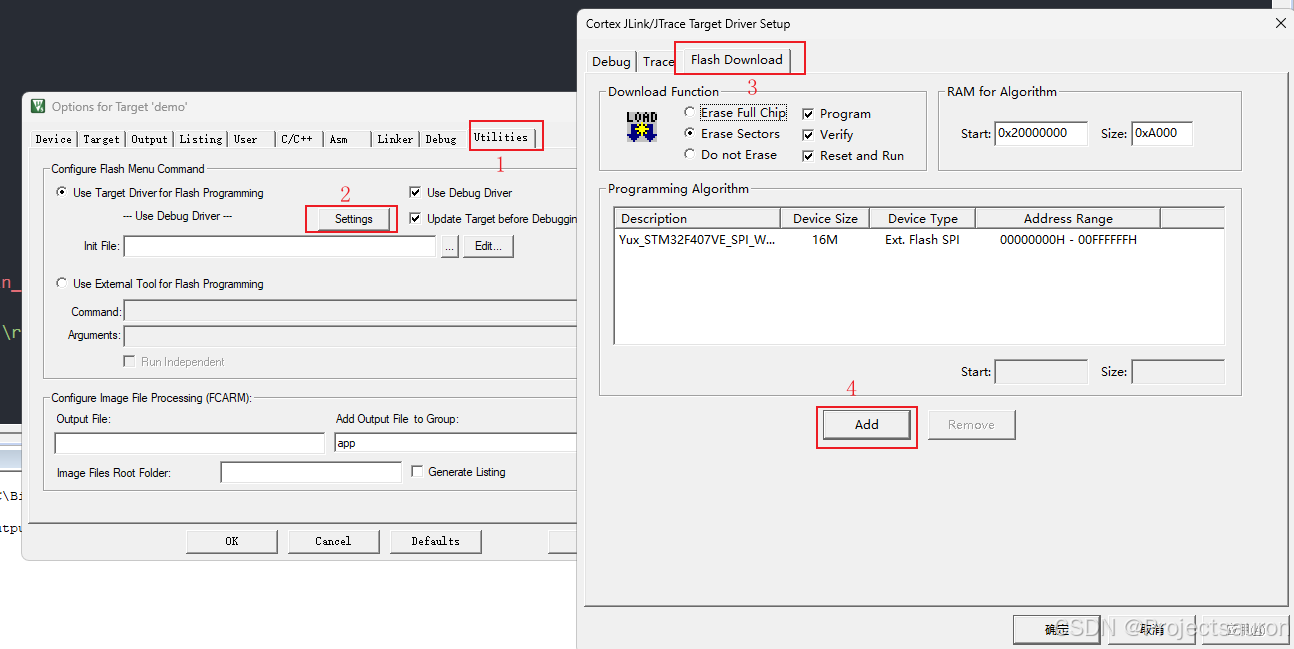 Cortex JLink/JTrace Target Driver Setup
Debug Trace Flash Download
3
Download Function
LOAD
Erase Full Chip
Erase Sectors
Do not Erase
Program
Verify
Reset and Run
RAM for Algorithm
Start: 0x20000000 Size: 0xA000
Programming Algorithm
Description Device Size Device Type Address Range
Yux_STM32F407VE_SPI_W... 16M Ext. Flash SPI 00000000H - 00FFFFFFH
Start: Size:
4
Add Remove
确定 取消
CSDN @Projectsauron
Options for Target 'demo'
Device Target Output Listing User C/C++ Asm Linker Debug Utilities
1
Configure Flash Menu Command
Use Target Driver for Flash Programming
2
Use Debug Driver
--- Use Debug Driver ---
Settings
Update Target before Debuggin
Init File: ... Edit...
Use External Tool for Flash Programming
Command:
Arguments:
Run Independent
Configure Image File Processing (FCARM):
Output File:
Add Output File to Group:
app
Image Files Root Folder:
Generate Listing
OK Cancel Defaults
n_
\r
\Bi
utpu